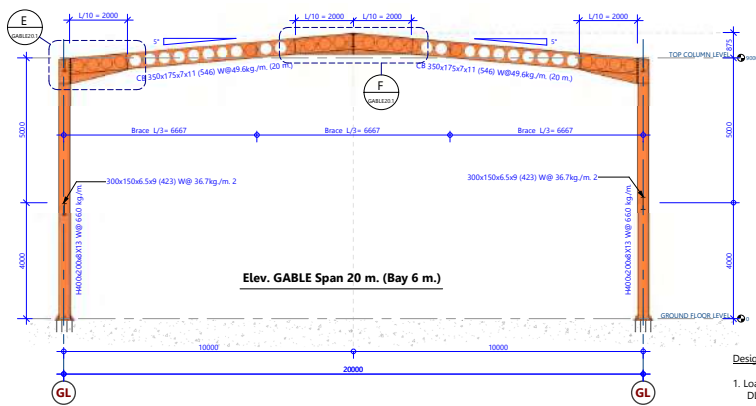 L/10 = 2000
L/10 = 2000
L/10 = 2000
L/10 = 2000
E
GABLE20.1
5°
5°
875
TOP COLUMN LEVEL
CB 350x175x7x11 (546) W@49.6kg./m. (20 m.)
CB 350x175x7x11 (546) W@49.6kg./m. (20 m.)
F
GABLE20.1
5000
5000
Brace L/3= 6667
Brace L/3= 6667
Brace L/3= 6667
300x150x6.5x9 (423) W@ 36.7kg./m. 2
300x150x6.5x9 (423) W@ 36.7kg./m. 2
H400x200x8X13 W@ 66.0 kg./m.
H400x200x8X13 W@ 66.0 kg./m.
4000
4000
Elev. GABLE Span 20 m. (Bay 6 m.)
GROUND FLOOR LEVEL
10000
10000
20000
GL
GL
Desig
1. Loa
DL